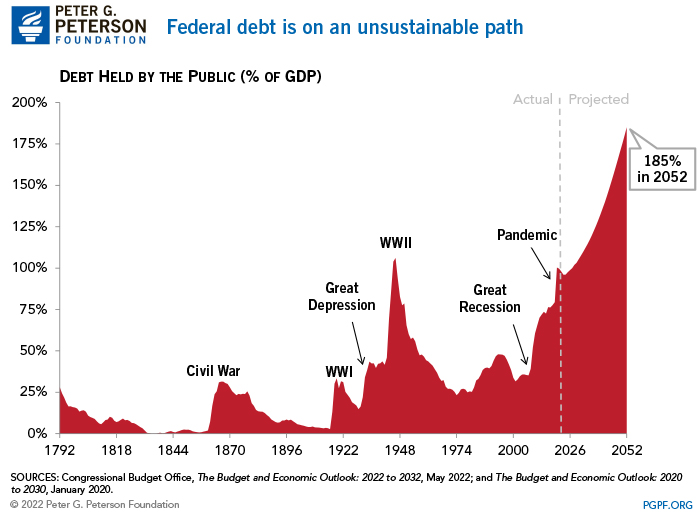 PETER G.
PETERSON
FOUNDATION
Federal debt is on an unsustainable path
DEBT HELD BY THE PUBLIC (% OF GDP)
200%
175%
150%
125%
100%
75%
50%
25%
0%
Actual
Projected
185%
in 2052
Pandemic
WWII
Great
Depression
Great
Recession
Civil War
WWI
1792
1818
1844
1870
1896
1922
1948
1974
2000
2026
2052
SOURCES: Congressional Budget Office, The Budget and Economic Outlook: 2022 to 2032, May 2022; and The Budget and Economic Outlook: 2020
to 2030, January 2020.
© 2022 Peter G. Peterson Foundation
PGPF.ORG